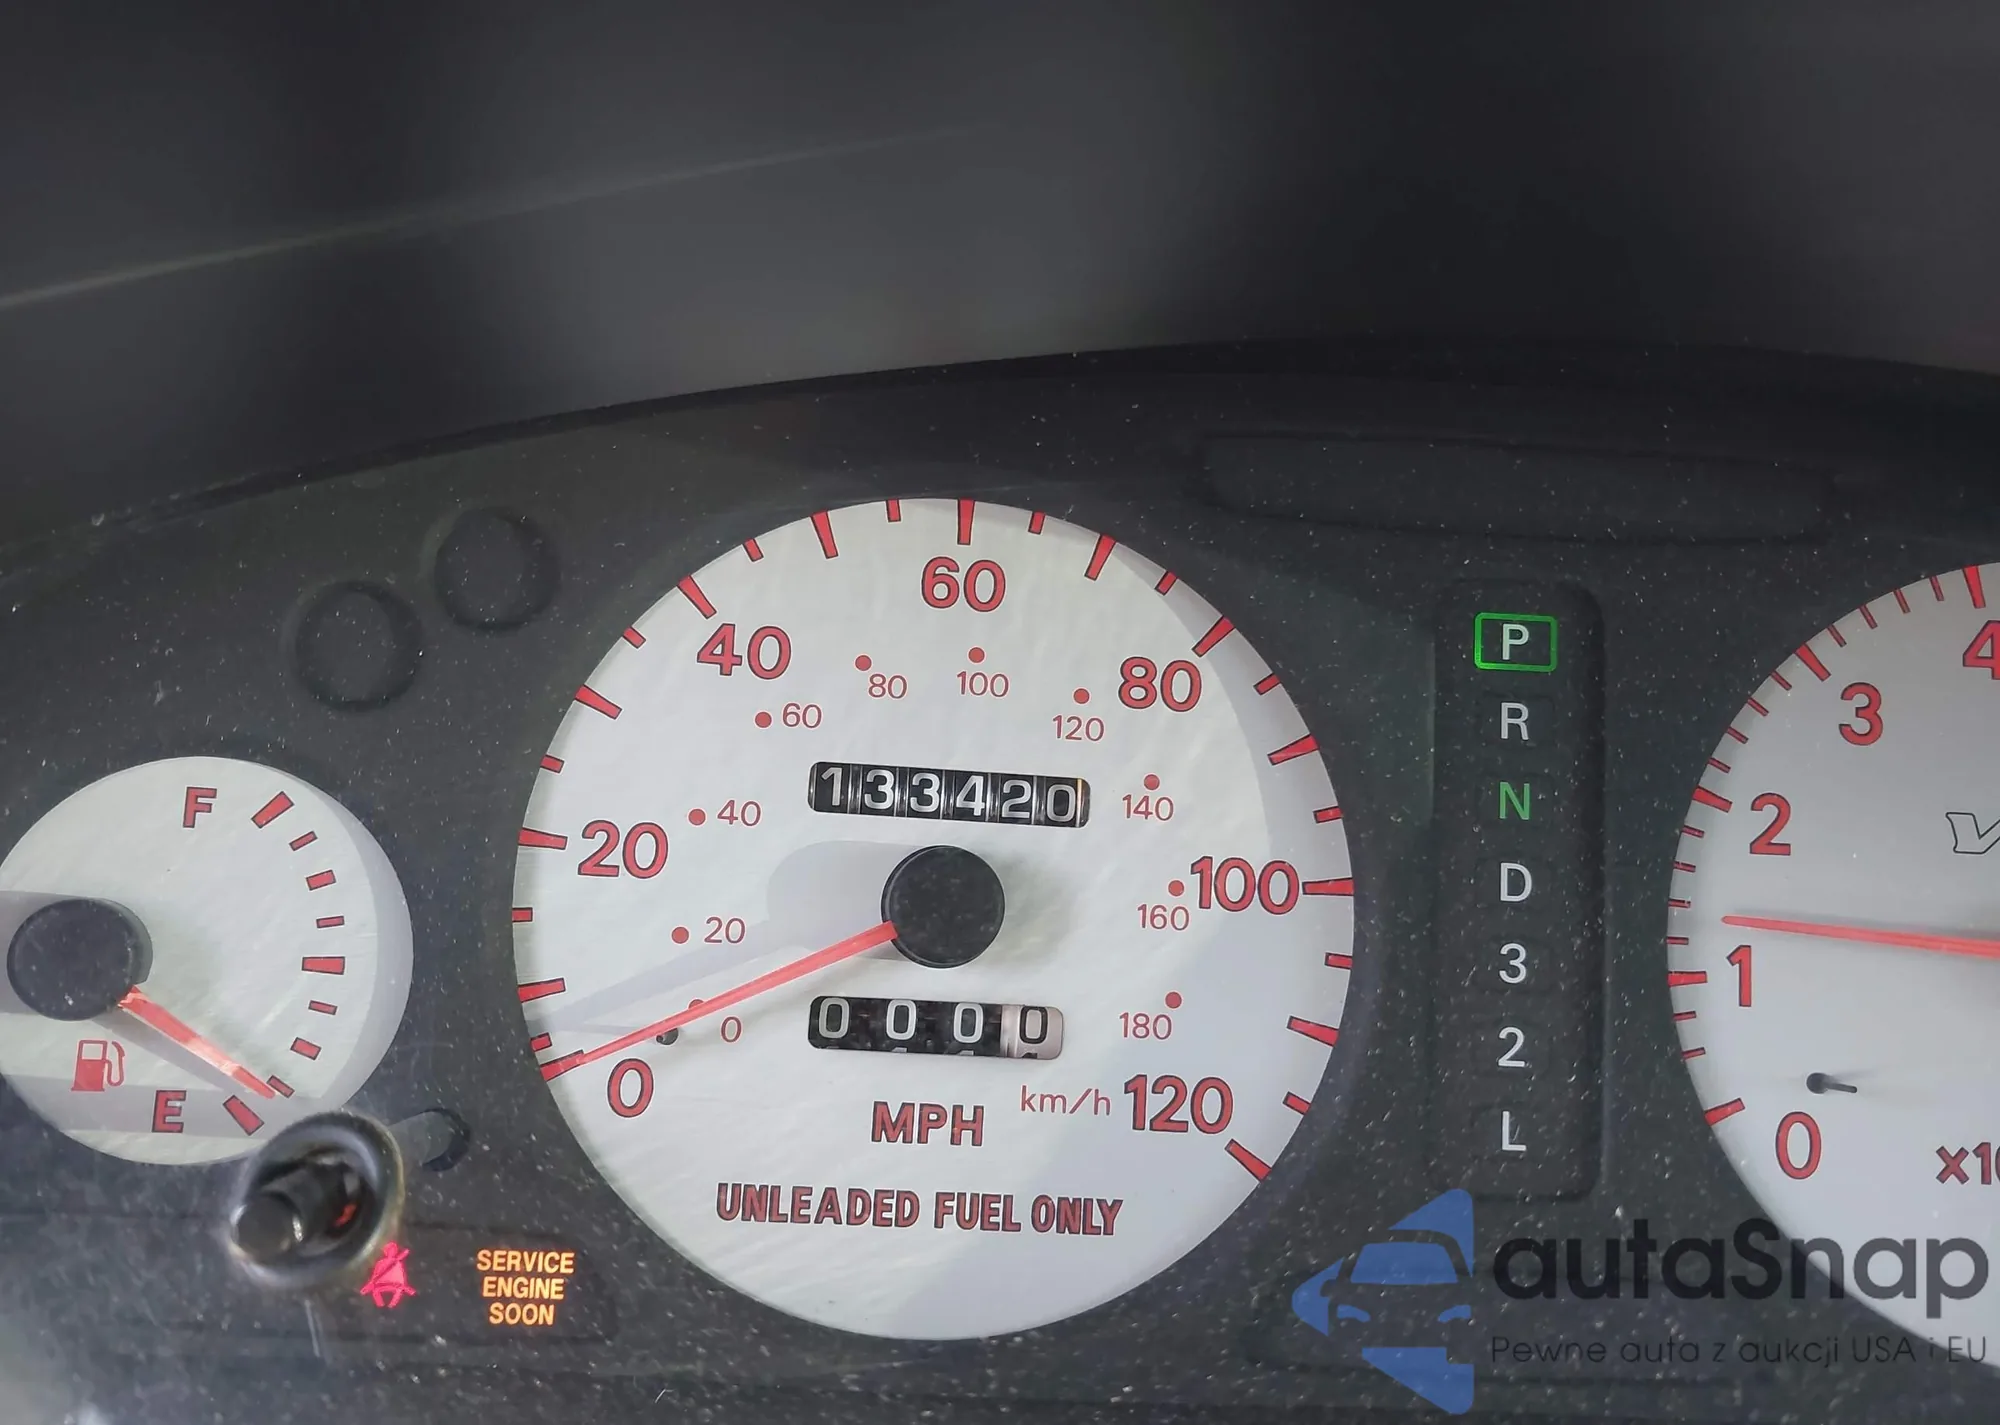 F
E
60
40
80
20
100
0
120
80
100
60
120
40
140
20
160
0
180
133420
0000
km/h
MPH
UNLEADED FUEL ONLY
SERVICE
ENGINE
SOON
P
R
N
D
3
2
L
4
3
2
1
0
autaSnap
Pewne auta z aukcji USA i EU